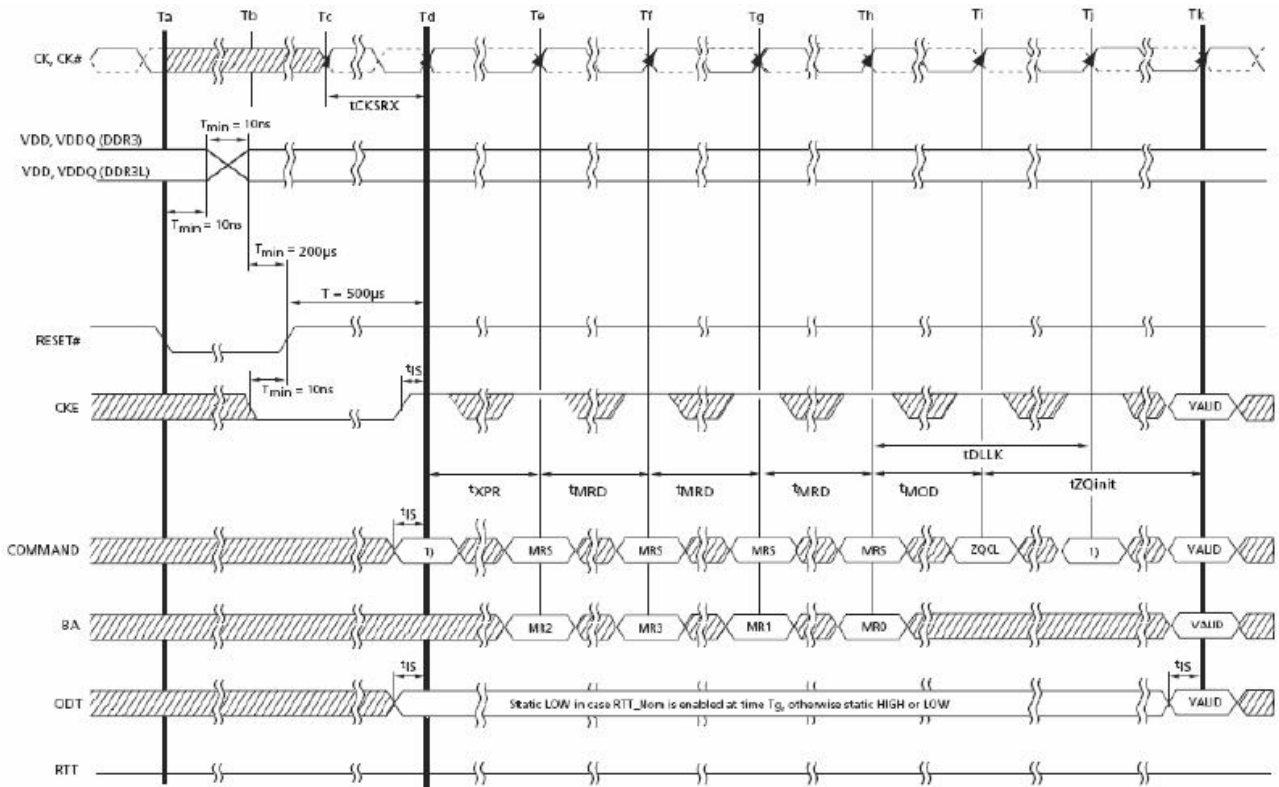 Ta Tb Tc Td Te Tf Tg Th Ti Tj Tk
CK, CK#
tCKSRX
Tmin = 10ns
VDD, VDDQ (DDR3)
VDD, VDDQ (DDR3L)
Tmin = 10ns
Tmin = 200µs
T = 500µs
RESET#
tIS
Tmin = 10ns
CKE VALID
tDLLK
tXPR tMRD tMRD tMRD tMOD tZQinit
tIS
COMMAND 1) MRS MRS MRS MRS ZQCL 1) VALID
BA MR2 MR3 MR1 MR0 VALID
tIS tIS
ODT Static LOW in case RTT_Nom is enabled at time Tg, otherwise static HIGH or LOW VALID
RTT